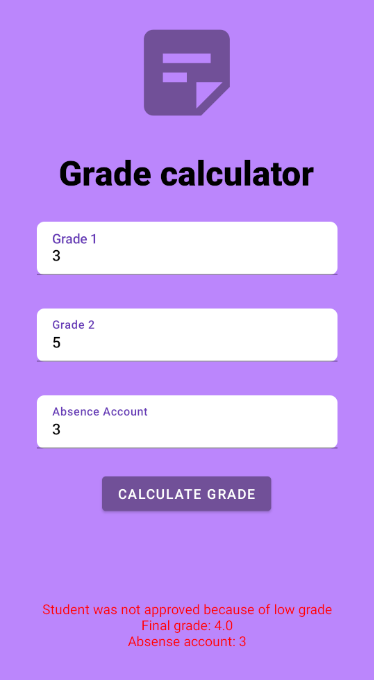 Grade calculator
Grade 1
3
Grade 2
5
Absence Account
3
CALCULATE GRADE
Student was not approved because of low grade
Final grade: 4.0
Absense account: 3